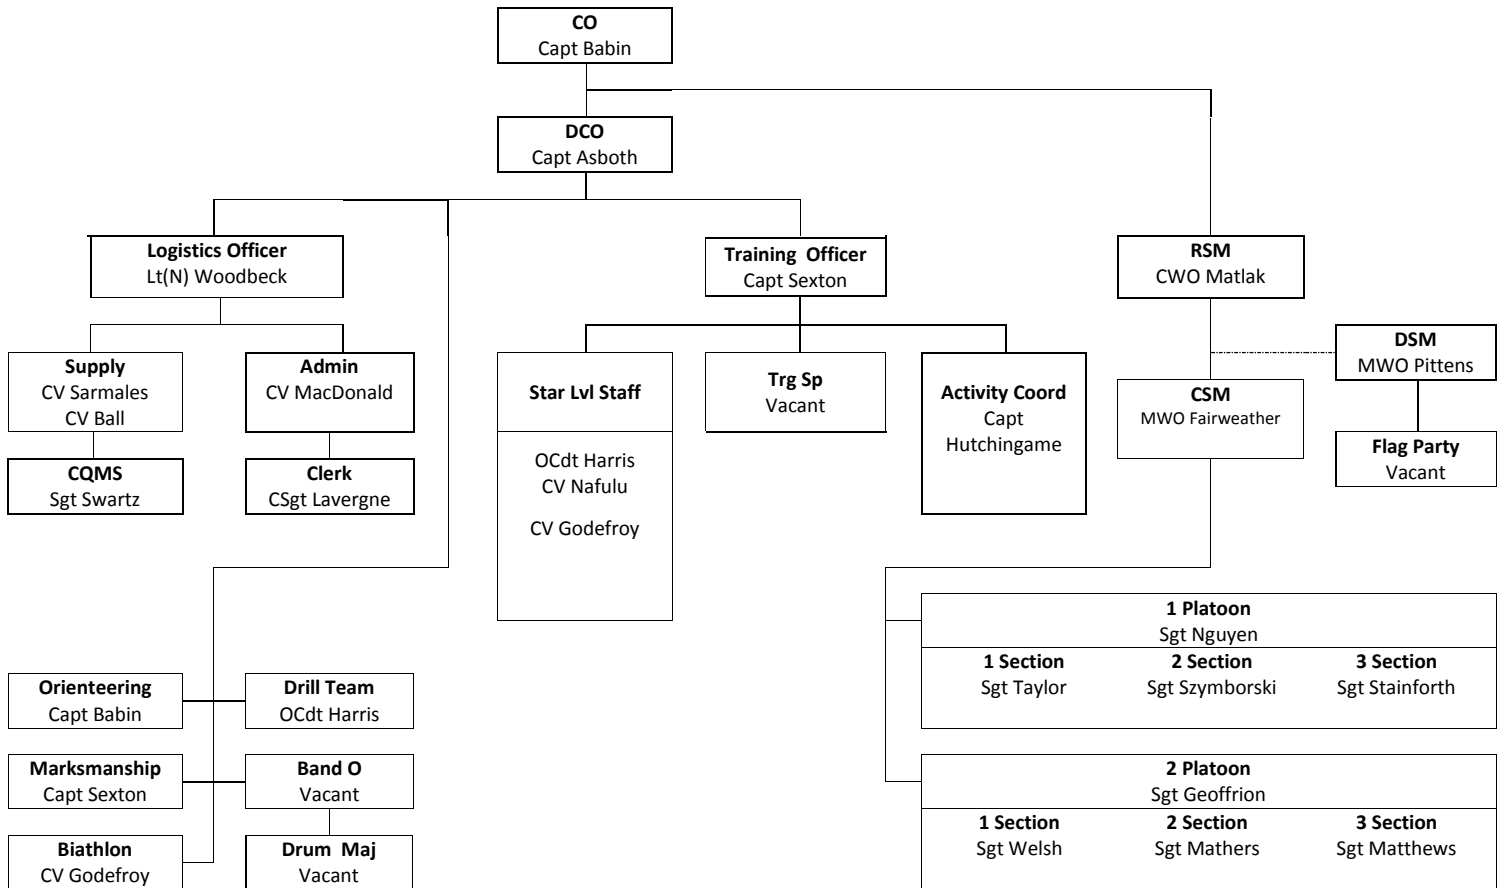 CO
Capt Babin
DCO
Capt Asboth
Logistics Officer
Lt(N) Woodbeck
Training Officer
Capt Sexton
RSM
CWO Matlak
Supply
CV Sarmales
CV Ball
Admin
CV MacDonald
Star Lvl Staff
OCdt Harris
CV Nafulu
CV Godefroy
Trg Sp
Vacant
Activity Coord
Capt
Hutchingame
CSM
MWO Fairweather
DSM
MWO Pittens
Flag Party
Vacant
CQMS
Sgt Swartz
Clerk
CSgt Lavergne
1 Platoon
Sgt Nguyen
1 Section
Sgt Taylor
2 Section
Sgt Szymborski
3 Section
Sgt Stainforth
Orienteering
Capt Babin
Drill Team
OCdt Harris
Marksmanship
Capt Sexton
Band O
Vacant
Biathlon
CV Godefroy
Drum Maj
Vacant
2 Platoon
Sgt Geoffrion
1 Section
Sgt Welsh
2 Section
Sgt Mathers
3 Section
Sgt Matthews